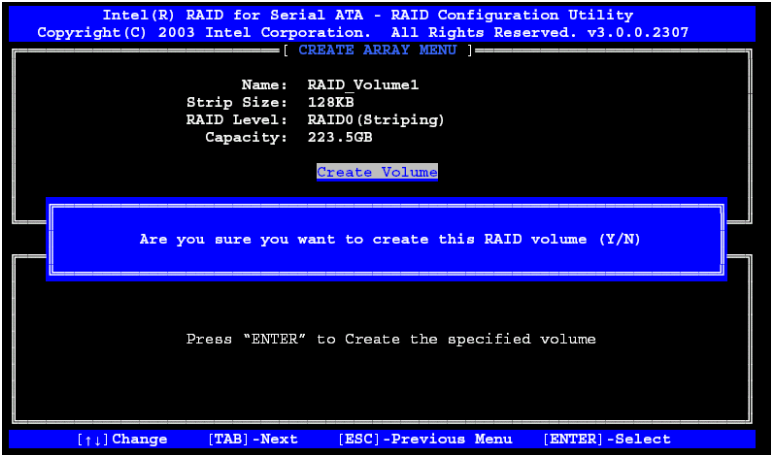 Intel(R) RAID for Serial ATA - RAID Configuration Utility
Copyright(C) 2003 Intel Corporation. All Rights Reserved. v3.0.0.2307
[ CREATE ARRAY MENU ]
Name: RAID_Volume1
Strip Size: 128KB
RAID Level: RAID0(Striping)
Capacity: 223.5GB
Create Volume
Are you sure you want to create this RAID volume (Y/N)
Press “ENTER” to Create the specified volume
[↑↓]Change [TAB]-Next [ESC]-Previous Menu [ENTER]-Select